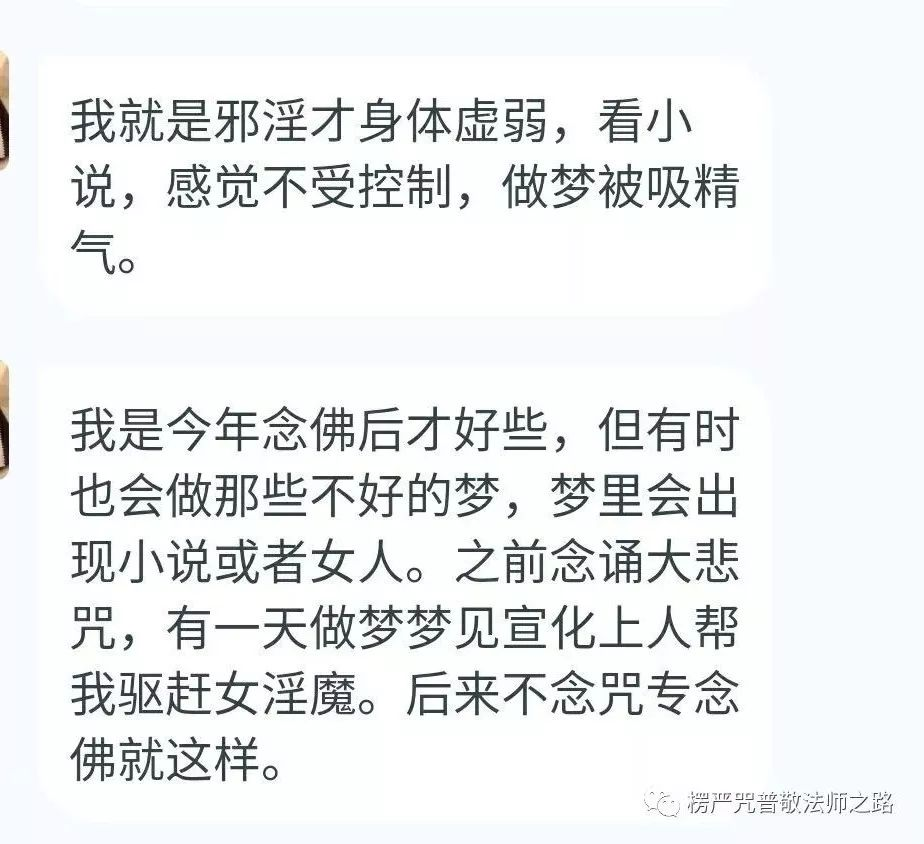 我就是邪淫才身体虚弱，看小
说，感觉不受控制，做梦被吸精
气。
我是今年念佛后才好些，但有时
也会做那些不好的梦，梦里会出
现小说或者女人。之前念诵大悲
咒，有一天做梦梦见宣化上人帮
我驱赶女淫魔。后来不念咒专念
佛就这样。
楞严咒普敬法师之路